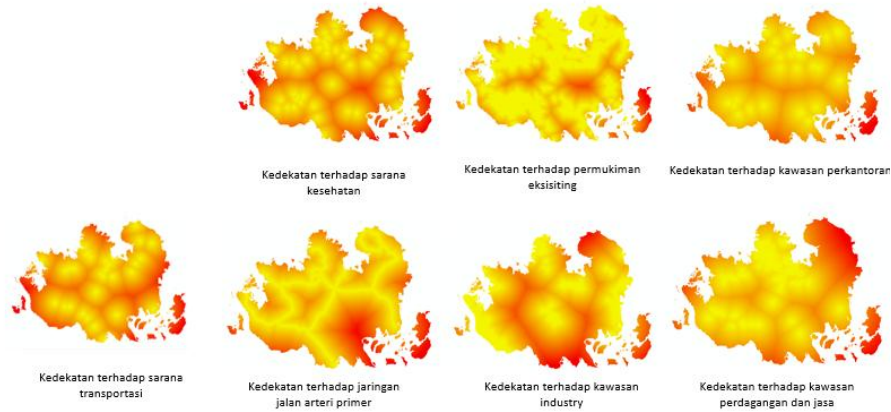 Kedekatan terhadap sarana
kesehatan
Kedekatan terhadap permukiman
eksisiting
Kedekatan terhadap kawasan perkantoran
Kedekatan terhadap sarana
transportasi
Kedekatan terhadap jaringan
jalan arteri primer
Kedekatan terhadap kawasan
industry
Kedekatan terhadap kawasan
perdagangan dan jasa